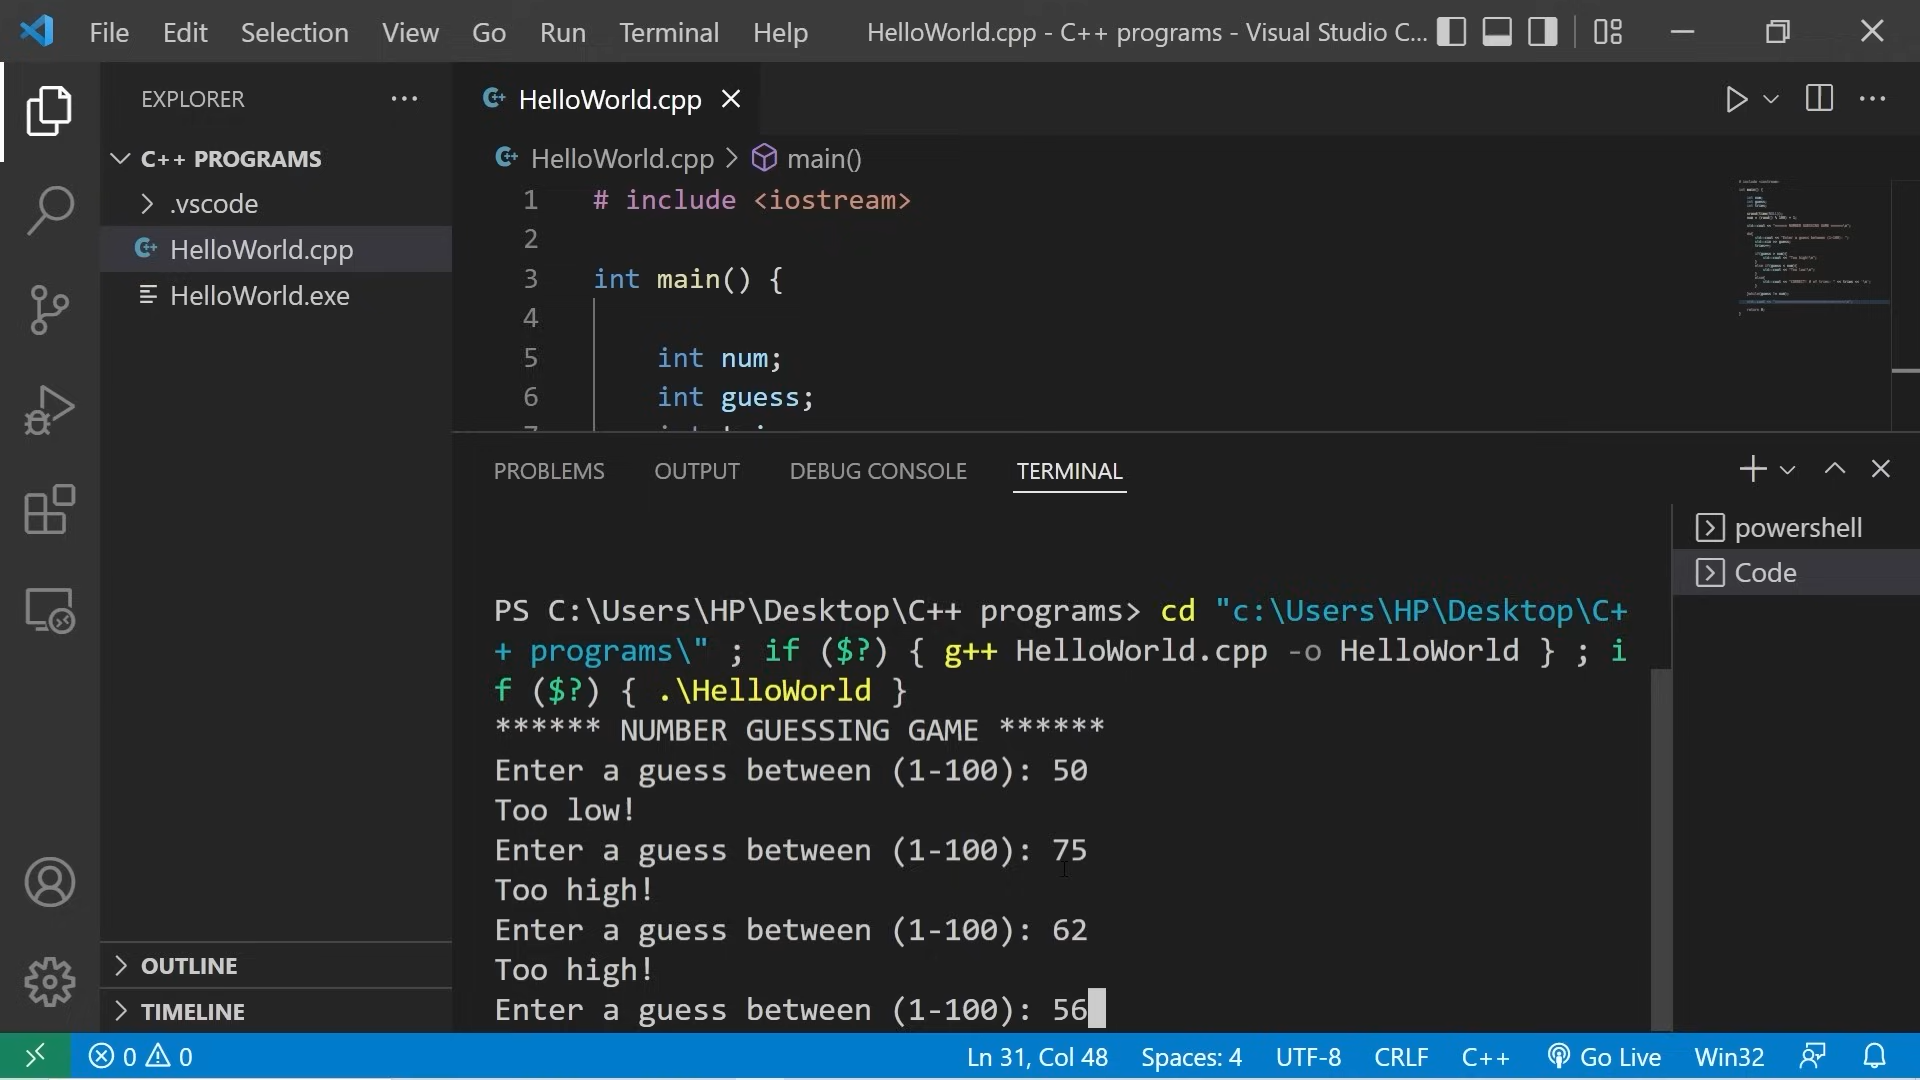 File Edit Selection View Go Run Terminal Help HelloWorld.cpp - C++ programs - Visual Studio C...
EXPLORER
C++ PROGRAMS
.vscode
HelloWorld.cpp
HelloWorld.exe
OUTLINE
TIMELINE
HelloWorld.cpp
HelloWorld.cpp > main()
1 # include <iostream>
2
3 int main() {
4
5 int num;
6 int guess;
PROBLEMS OUTPUT DEBUG CONSOLE TERMINAL
powershell
Code
PS C:\Users\HP\Desktop\C++ programs> cd "c:\Users\HP\Desktop\C+
+ programs\" ; if ($?) { g++ HelloWorld.cpp -o HelloWorld } ; i
f ($?) { .\HelloWorld }
****** NUMBER GUESSING GAME ******
Enter a guess between (1-100): 50
Too low!
Enter a guess between (1-100): 75
Too high!
Enter a guess between (1-100): 62
Too high!
Enter a guess between (1-100): 56
0 0 Ln 31, Col 48 Spaces: 4 UTF-8 CRLF C++ Go Live Win32